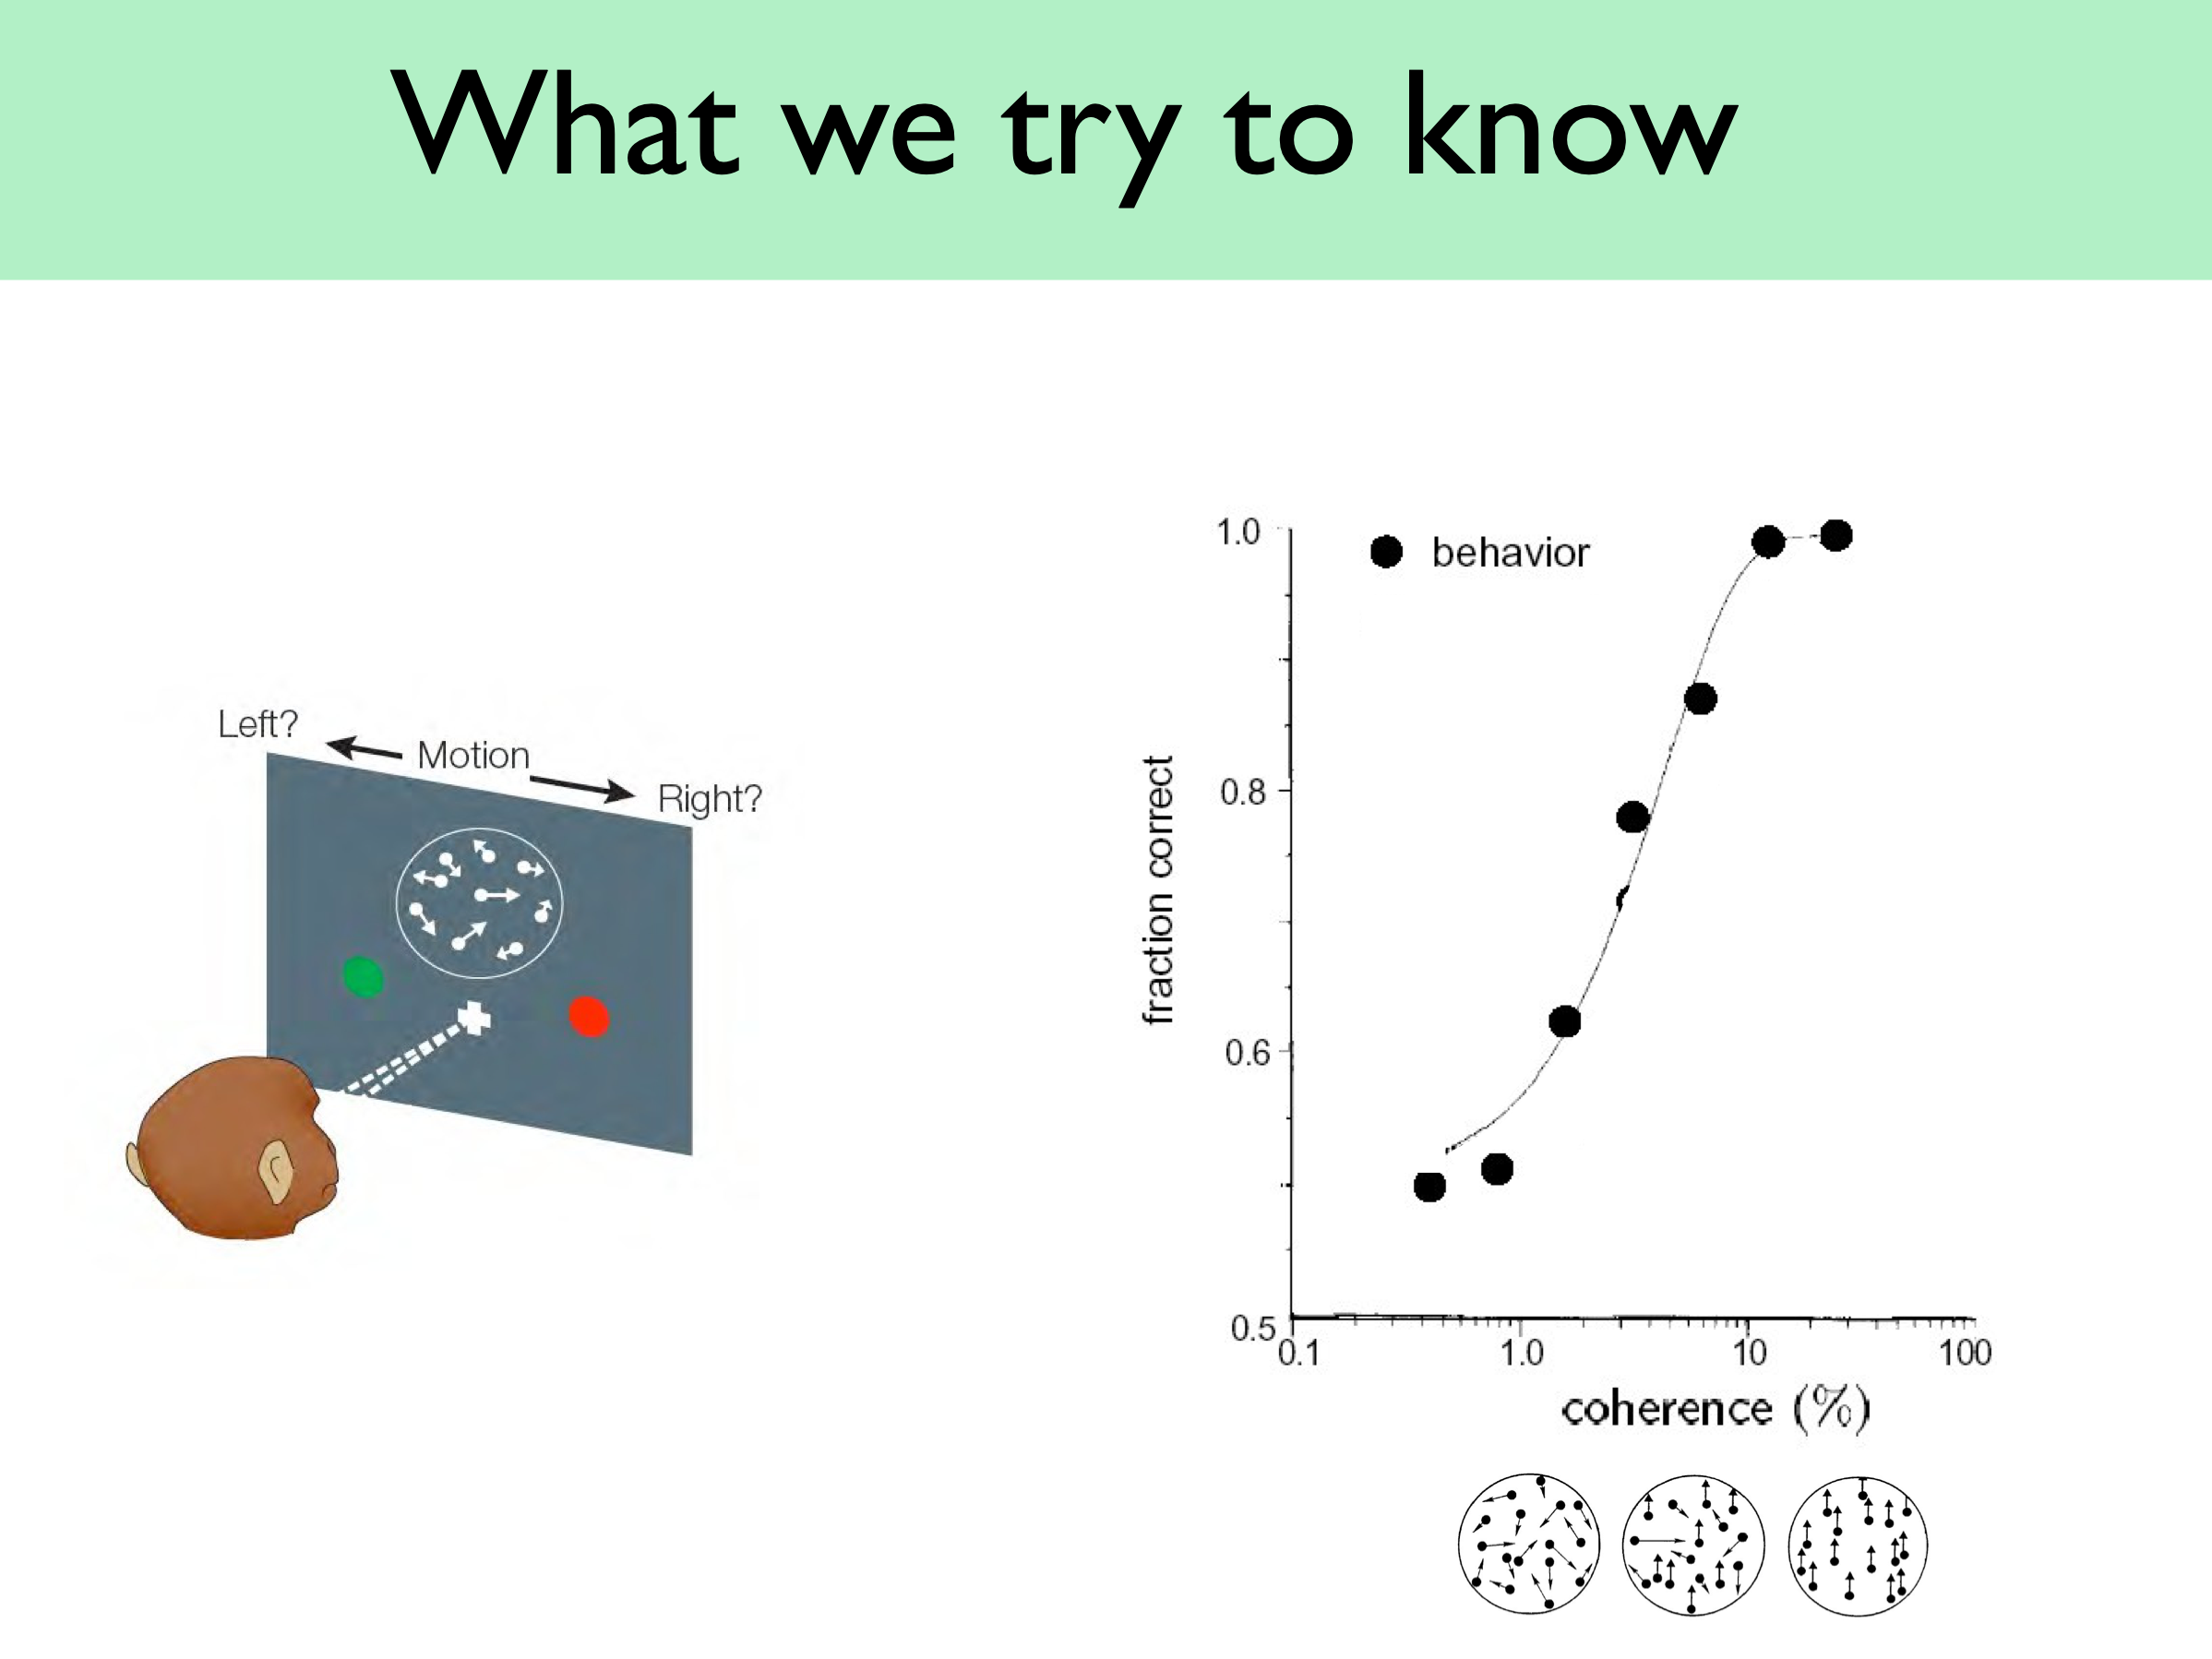 What we try to know
Left?
Motion
Right?
1.0
behavior
0.8
fraction correct
0.6
0.5
0.1
1.0
10
100
coherence (%)